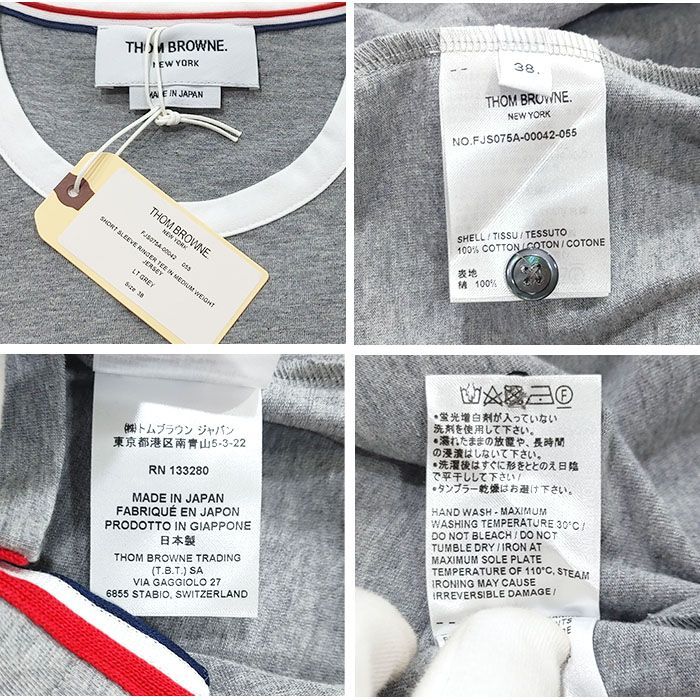 THOM BROWNE.
NEW YORK
MADE IN JAPAN
THOM BROWNE.
NEW YORK
FJS075A-00042 055
SHORT SLEEVE RINGER TEE IN MEDIUM WEIGHT
JERSEY
LT GREY
Size 38
38.
THOM BROWNE.
NEW YORK
NO.FJS075A-00042-055
SHELL / TISSU / TESSUTO
100% COTTON / COTON / COTONE
表地
綿 100%
㈱トムブラウン ジャパン
東京都港区南青山5-3-22
RN 133280
MADE IN JAPAN
FABRIQUÉ EN JAPON
PRODOTTO IN GIAPPONE
日本製
THOM BROWNE TRADING
(T.B.T.) SA
VIA GAGGIOLO 27
6855 STABIO, SWITZERLAND
●蛍光増白剤が入っていない
洗剤を使用して下さい。
●濡れたままの放置や、長時間
の浸漬はしないで下さい。
●洗濯後はすぐに形をととのえ日陰
で平干しして下さい。
●タンブラー乾燥はお避け下さい。
HAND WASH - MAXIMUM
WASHING TEMPERATURE 30°C /
DO NOT BLEACH / DO NOT
TUMBLE DRY / IRON AT
MAXIMUM SOLE PLATE
TEMPERATURE OF 110°C, STEAM
IRONING MAY CAUSE
IRREVERSIBLE DAMAGE /